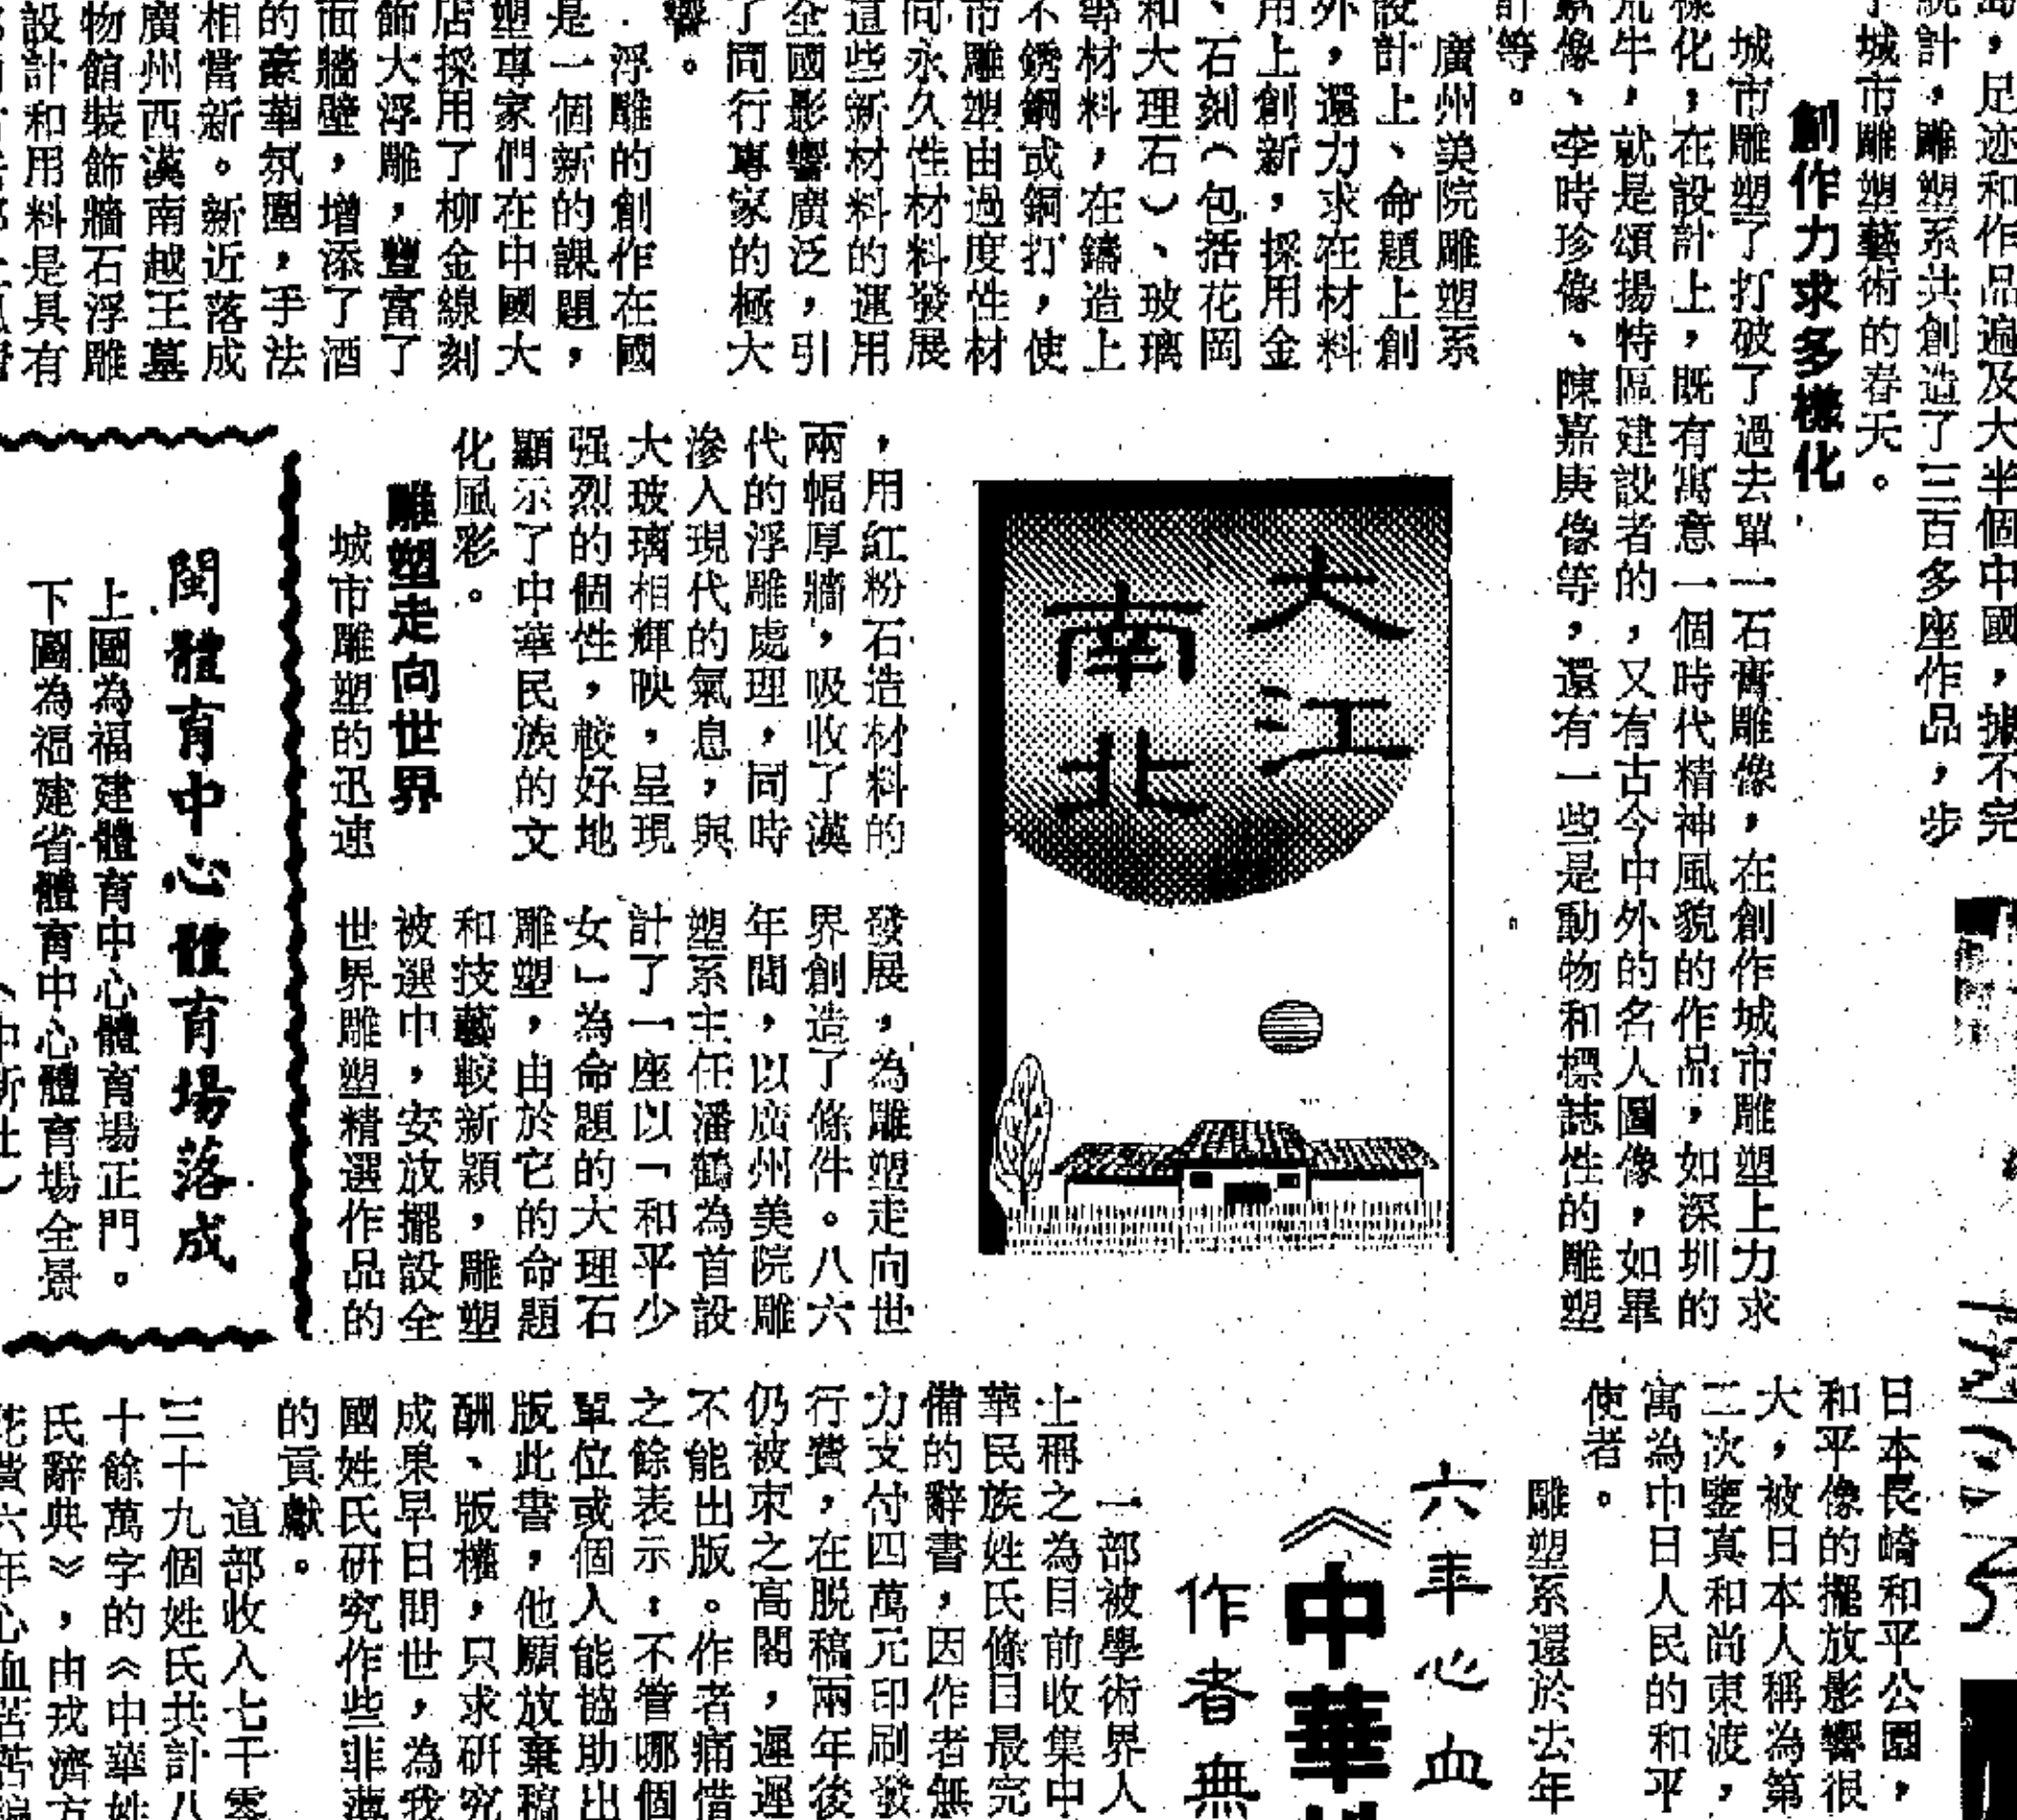 島，足迹和作品遍及大半個中國，據不完
統計，雕塑系共創造了三百多座作品，步
了城市雕塑藝術的春天。
創作力求多樣化
城市雕塑了打破了過去單一石膏雕像，在創作城市雕塑上力求
樣化，在設計上，既有寓意一個時代精神風貌的作品，如深圳的
荒牛，就是頌揚特區建設者的，又有古今中外的名人圖像，如畢
像、李時珍像、陳嘉庚像等，還有一些是動物和標誌性的雕塑
計等。
廣州美院雕塑系
設計上、命題上創
外，還力求在材料
用上創新，採用金
、石刻（包括花岡
和大理石）、玻璃
等材料，在鑄造上
不銹鋼或銅打，使
市雕塑由過度性材
向永久性材料發展
這些新材料的運用
全國影響廣泛，引
了同行專家的極大
響。
浮雕的創作在國
是一個新的課題，
塑專家們在中國大
店採用了柳金線刻
飾大浮雕，豐富了
面牆壁，增添了酒
的豪華氛圍，手法
相當新。新近落成
廣州西漢南越王墓
物館裝飾牆石浮雕
設計和用料是具有
大江
南北
，用紅粉石造材料的
兩幅厚牆，吸收了漢
代的浮雕處理，同時
滲入現代的氣息，與
大玻璃相輝映，呈現
强烈的個性，較好地
顯示了中華民族的文
化風彩。
雕塑走向世界
城市雕塑的迅速
發展，為雕塑走向世
界創造了條件。八六
年間，以廣州美院雕
塑系主任潘鶴為首設
計了一座以「和平少
女」為命題的大理石
雕塑，由於它的命題
和技藝較新穎，雕塑
被選中，安放擺設全
世界雕塑精選作品的
閩體育中心體育場落成
上圖為福建體育中心體育場正門。
下圖為福建省體育中心體育場全景
（中新社）
日本長崎和平公園，
和平像的擺放影響很
大，被日本人稱為第
二次鑒真和尚東渡，
寓為中日人民的和平
使者。
雕塑系還於去年
六年心血
《中華
作者無
一部被學術界人
士稱之為目前收集中
華民族姓氏條目最完
備的辭書，因作者無
力支付四萬元印刷發
行費，在脱稿兩年後
仍被束之高閣，遲遲
不能出版。作者痛惜
之餘表示：不管哪個
單位或個人能協助出
版此書，他願放棄稿
酬、版權，只求研究
成果早日問世，為我
國姓氏研究作些菲薄
的貢獻。
這部收入七千零
三十九個姓氏共計八
十餘萬字的《中華姓
氏辭典》，由戎濟方
花費六年心血苦苦編